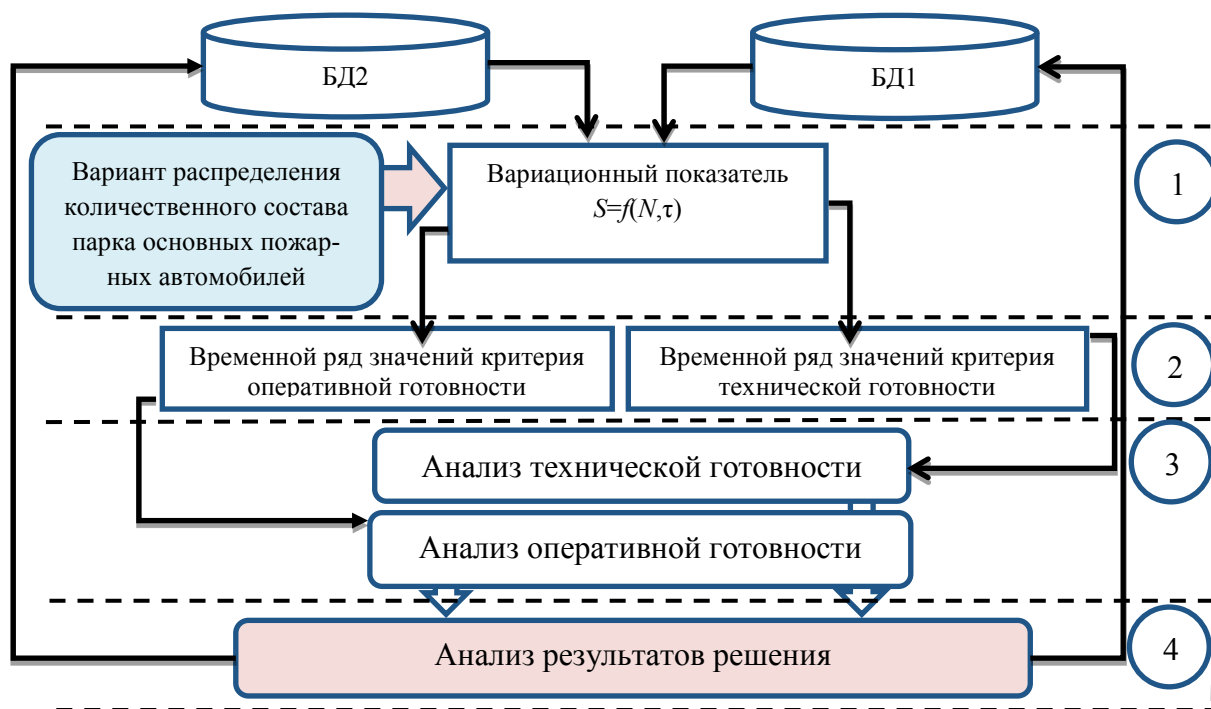 БД2
БД1
Вариант распределения
количественного состава
парка основных пожар-
ных автомобилей
Вариационный показатель
S=f(N,τ)
1
Временной ряд значений критерия
оперативной готовности
Временной ряд значений критерия
технической готовности
2
Анализ технической готовности
3
Анализ оперативной готовности
Анализ результатов решения
4